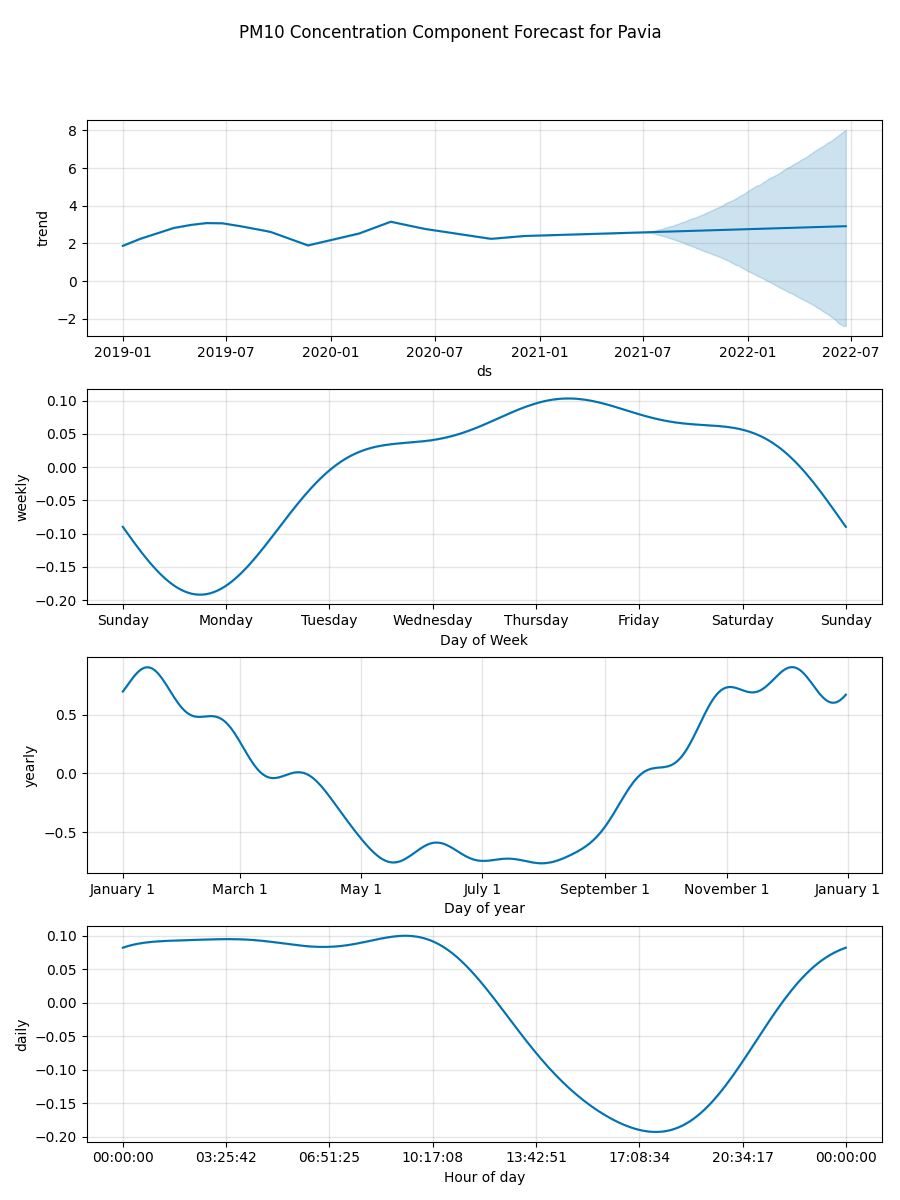 PM10 Concentration Component Forecast for Pavia
8
6
4
2
0
−2
trend
2019-01 2019-07 2020-01 2020-07 2021-01 2021-07 2022-01 2022-07
ds
0.10
0.05
0.00
−0.05
−0.10
−0.15
−0.20
weekly
Sunday Monday Tuesday Wednesday Thursday Friday Saturday Sunday
Day of Week
0.5
0.0
−0.5
yearly
January 1 March 1 May 1 July 1 September 1 November 1 January 1
Day of year
0.10
0.05
0.00
−0.05
−0.10
−0.15
−0.20
daily
00:00:00 03:25:42 06:51:25 10:17:08 13:42:51 17:08:34 20:34:17 00:00:00
Hour of day